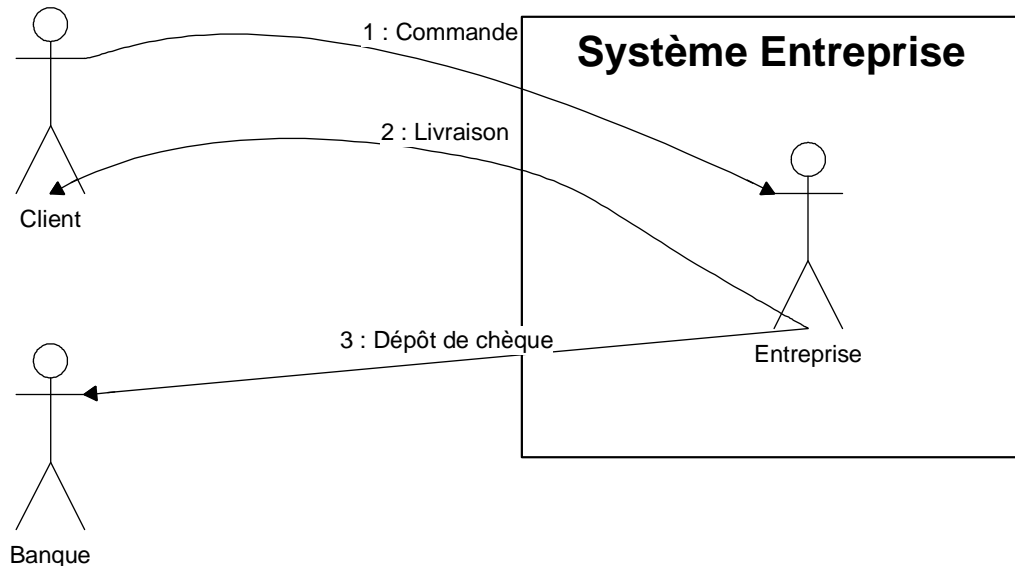 1 : Commande
Système Entreprise
2 : Livraison
Client
3 : Dépôt de chèque
Entreprise
Banque